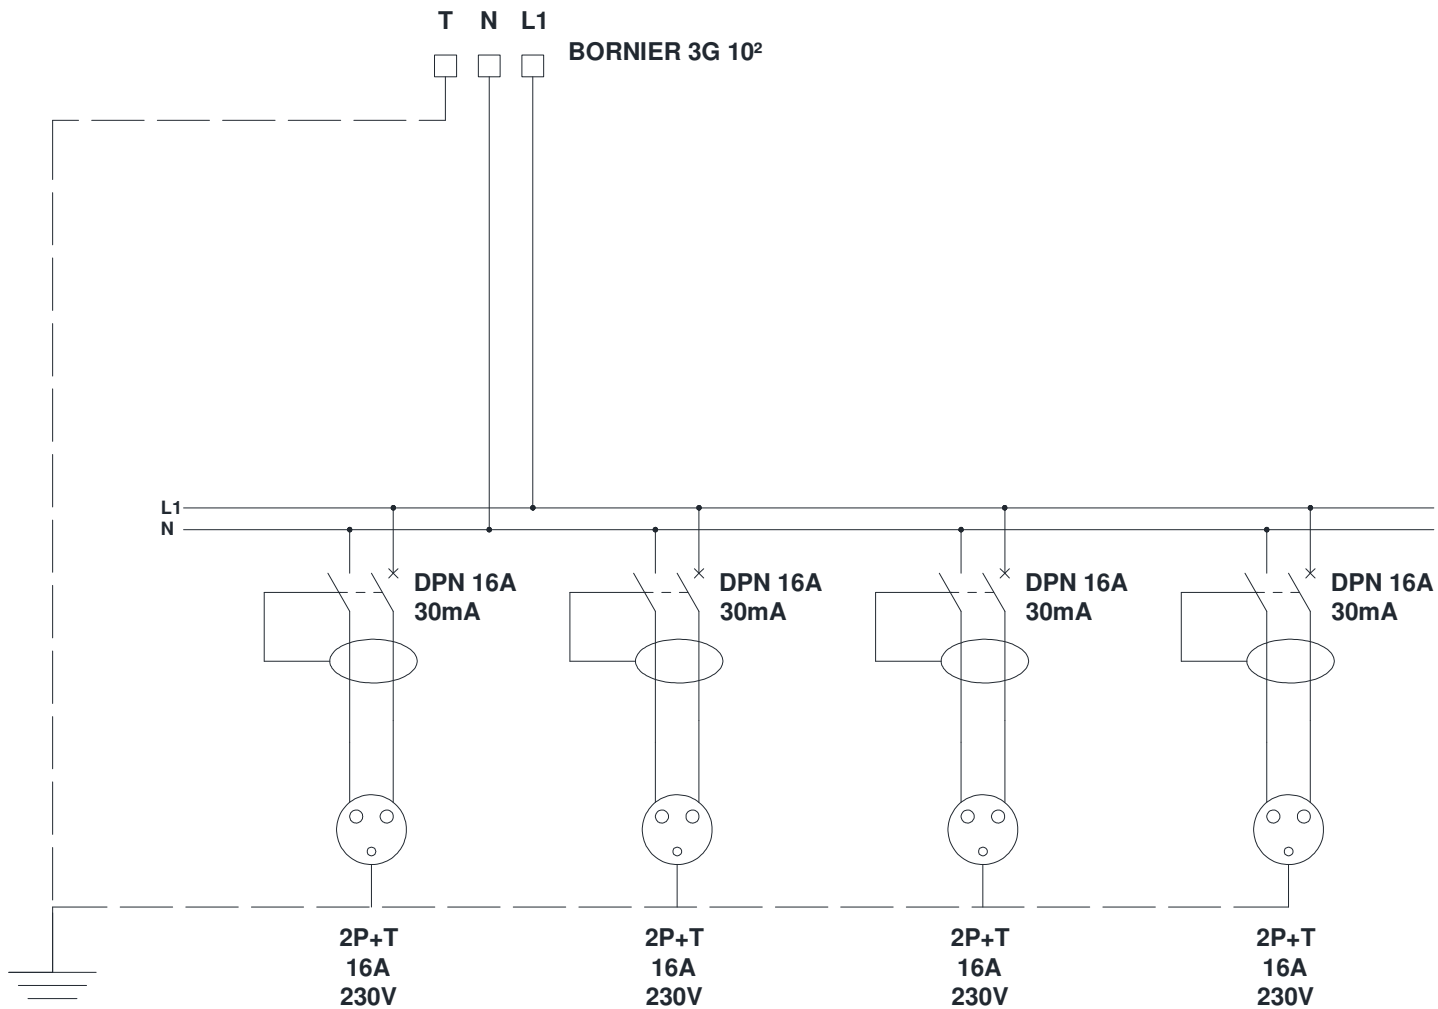 T N L1
BORNIER 3G 10²
L1
N
DPN 16A DPN 16A DPN 16A DPN 16A
30mA 30mA 30mA 30mA
2P+T 2P+T 2P+T 2P+T
16A 16A 16A 16A
230V 230V 230V 230V